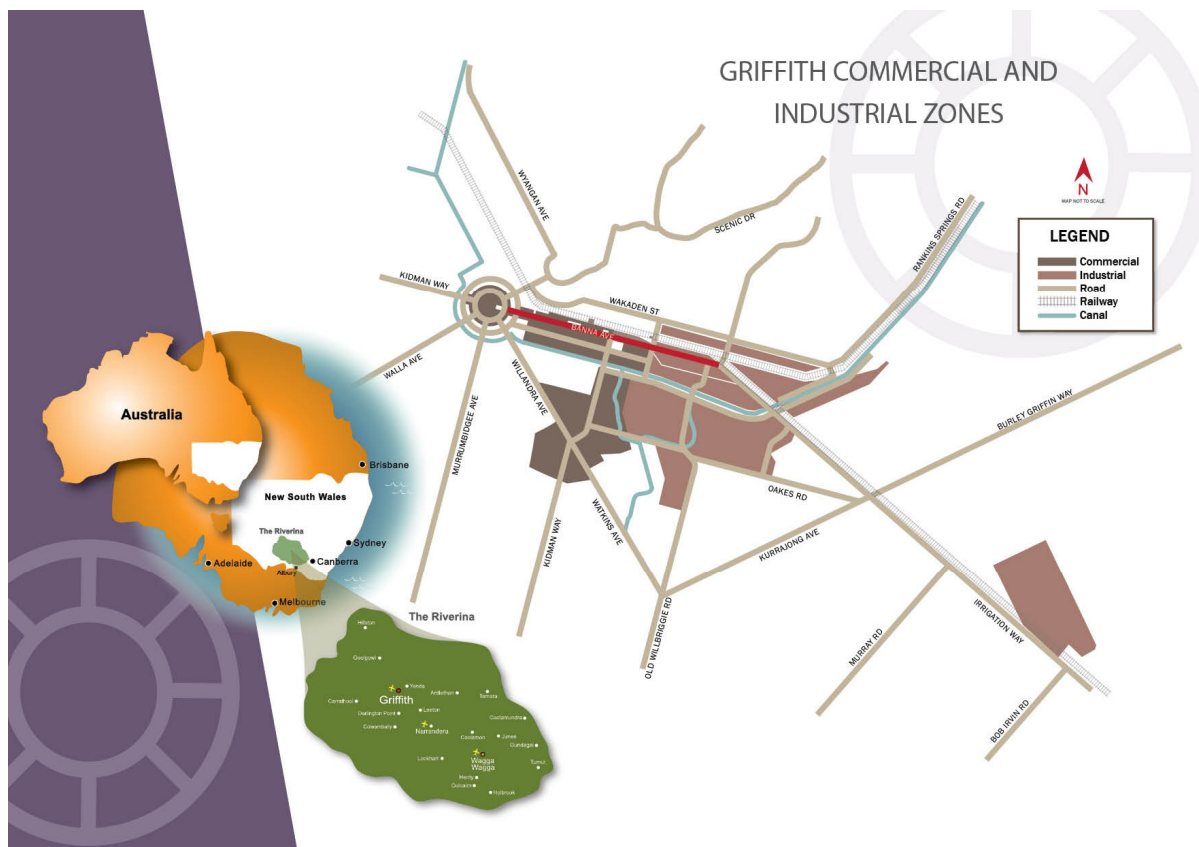 GRIFFITH COMMERCIAL AND
INDUSTRIAL ZONES
N
MAP NOT TO SCALE
LEGEND
Commercial
Industrial
Road
Railway
Canal
WYANGAN AVE
SCENIC DR
RANKINS SPRINGS RD
KIDMAN WAY
WAKADEN ST
BANNA AVE
WALLA AVE
WILLANDRA AVE
MURRUMBIDGEE AVE
BURLEY GRIFFIN WAY
OAKES RD
WATKINS AVE
KIDMAN WAY
KURRAJONG AVE
OLD WILLBRIGGIE RD
IRRIGATION WAY
MURRAY RD
BOB IRVIN RD
Australia
Brisbane
New South Wales
The Riverina
Sydney
Canberra
Adelaide
Albury
Melbourne
The Riverina
Hillston
Goolgowi
Yenda
Griffith
Ardlethan
Temora
Carrathool
Leeton
Darlington Point
Cootamundra
Coleambally
Narrandera
Coolamon
Junee
Gundagai
Lockhart
Wagga
Wagga
Tumut
Henty
Culcairn
Holbrook